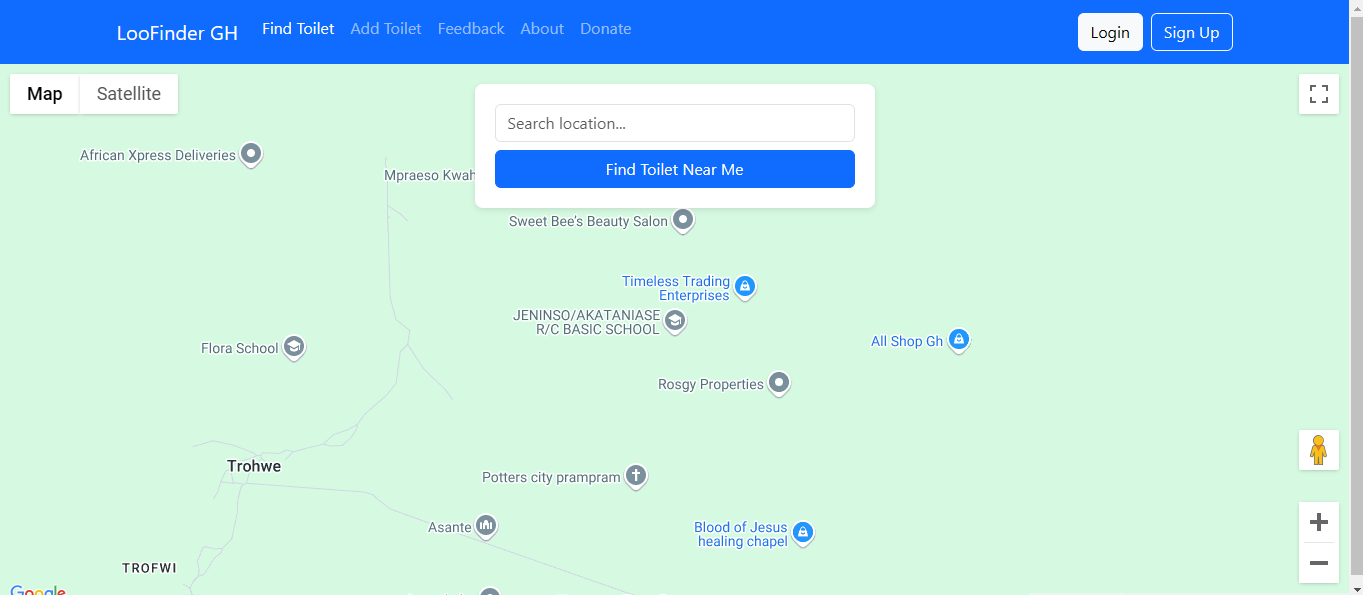 LooFinder GH
Find Toilet
Add Toilet
Feedback
About
Donate
Login
Sign Up
Map
Satellite
Search location...
Find Toilet Near Me
African Xpress Deliveries
Mpraeso Kwah
Sweet Bee's Beauty Salon
Timeless Trading
Enterprises
JENINSO/AKATANIASE
R/C BASIC SCHOOL
All Shop Gh
Flora School
Rosgy Properties
Trohwe
Potters city prampram
Asante
Blood of Jesus
healing chapel
TROFWI
Google